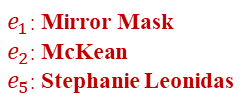 e₁: Mirror Mask
e₂: McKean
e₅: Stephanie Leonidas